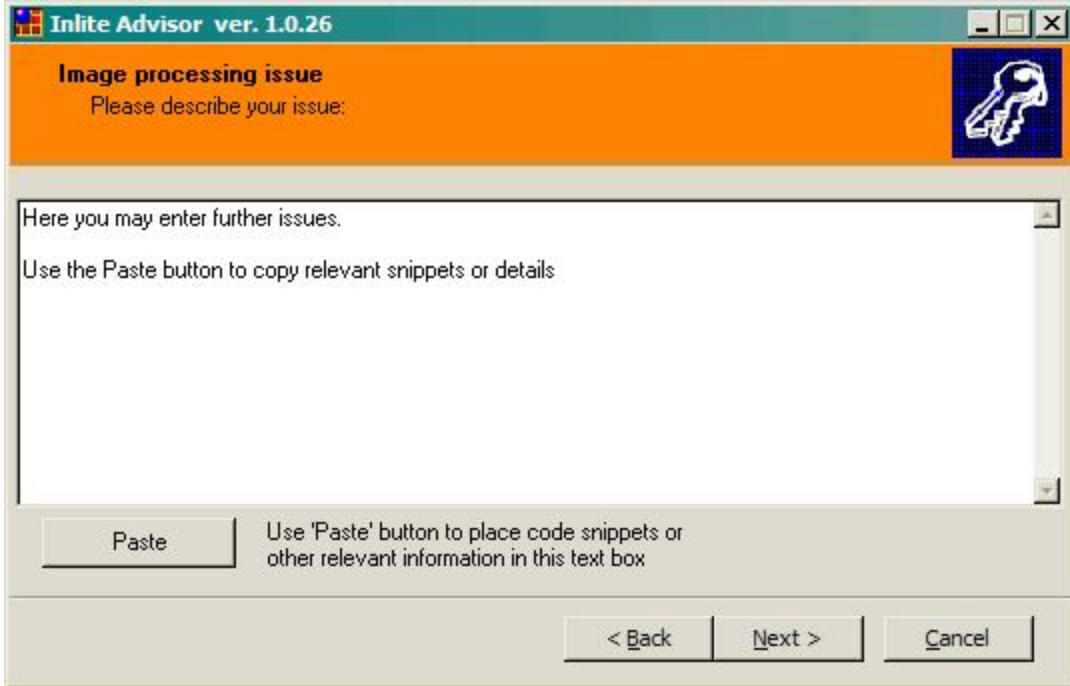 Inlite Advisor ver. 1.0.26
Image processing issue
Please describe your issue:
Here you may enter further issues.
Use the Paste button to copy relevant snippets or details
Paste
Use 'Paste' button to place code snippets or
other relevant information in this text box
< Back
Next >
Cancel